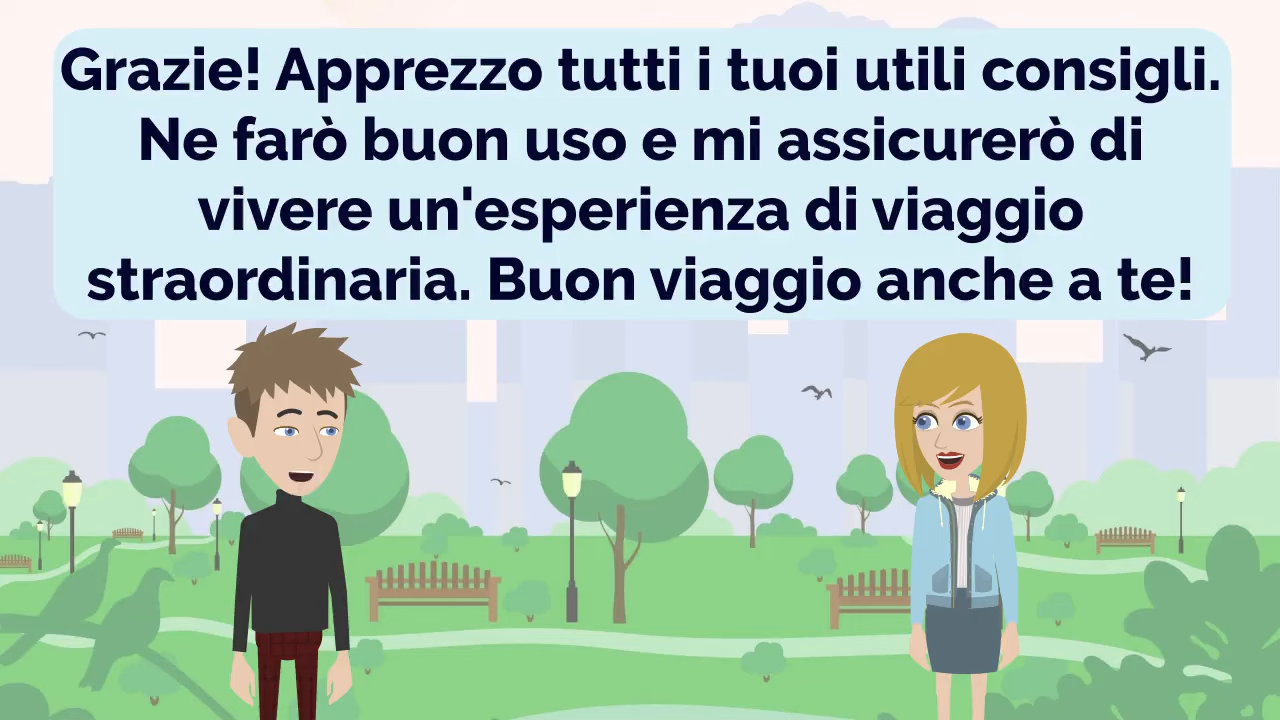 Grazie! Apprezzo tutti i tuoi utili consigli.
Ne farò buon uso e mi assicurerò di
vivere un'esperienza di viaggio
straordinaria. Buon viaggio anche a te!